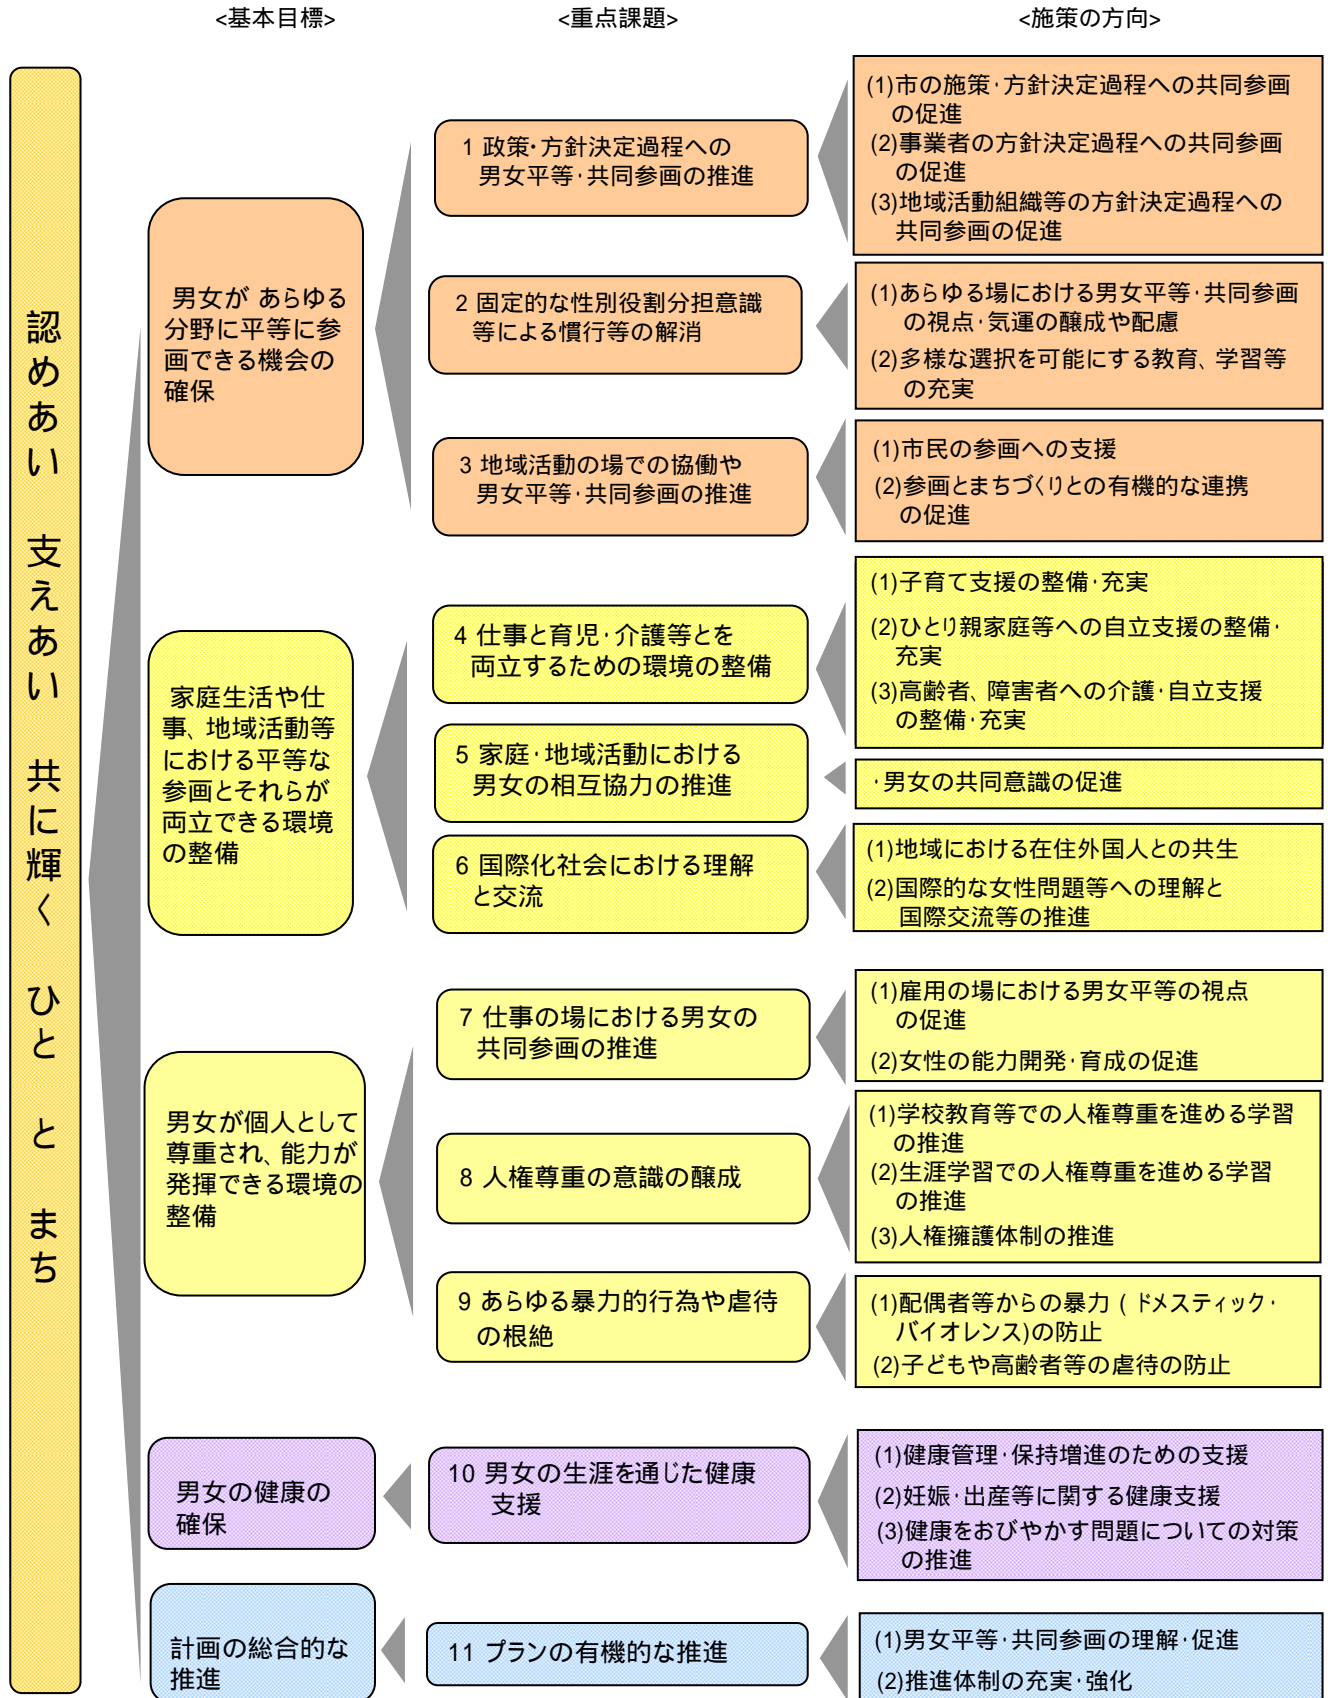 <基本目標>
<重点課題>
<施策の方向>
認めあい 支えあい 共に輝く ひと と まち
男女が あらゆる
分野に平等に参
画できる機会の
確保
1 政策・方針決定過程への
男女平等・共同参画の推進
(1)市の施策・方針決定過程への共同参画
の促進
(2)事業者の方針決定過程への共同参画
の促進
(3)地域活動組織等の方針決定過程への
共同参画の促進
2 固定的な性別役割分担意識
等による慣行等の解消
(1)あらゆる場における男女平等・共同参画
の視点・気運の醸成や配慮
(2)多様な選択を可能にする教育、学習等
の充実
3 地域活動の場での協働や
男女平等・共同参画の推進
(1)市民の参画への支援
(2)参画とまちづくりとの有機的な連携
の促進
家庭生活や仕
事、地域活動等
における平等な
参画とそれらが
両立できる環境
の整備
4 仕事と育児・介護等とを
両立するための環境の整備
(1)子育て支援の整備・充実
(2)ひとり親家庭等への自立支援の整備・
充実
(3)高齢者、障害者への介護・自立支援
の整備・充実
5 家庭・地域活動における
男女の相互協力の推進
・男女の共同意識の促進
6 国際化社会における理解
と交流
(1)地域における在住外国人との共生
(2)国際的な女性問題等への理解と
国際交流等の推進
男女が個人として
尊重され、能力が
発揮できる環境の
整備
7 仕事の場における男女の
共同参画の推進
(1)雇用の場における男女平等の視点
の促進
(2)女性の能力開発・育成の促進
8 人権尊重の意識の醸成
(1)学校教育等での人権尊重を進める学習
の推進
(2)生涯学習での人権尊重を進める学習
の推進
(3)人権擁護体制の推進
9 あらゆる暴力的行為や虐待
の根絶
(1)配偶者等からの暴力 (ドメスティック・
バイオレンス)の防止
(2)子どもや高齢者等の虐待の防止
男女の健康の
確保
10 男女の生涯を通じた健康
支援
(1)健康管理・保持増進のための支援
(2)妊娠・出産等に関する健康支援
(3)健康をおびやかす問題についての対策
の推進
計画の総合的な
推進
11 プランの有機的な推進
(1)男女平等・共同参画の理解・促進
(2)推進体制の充実・強化